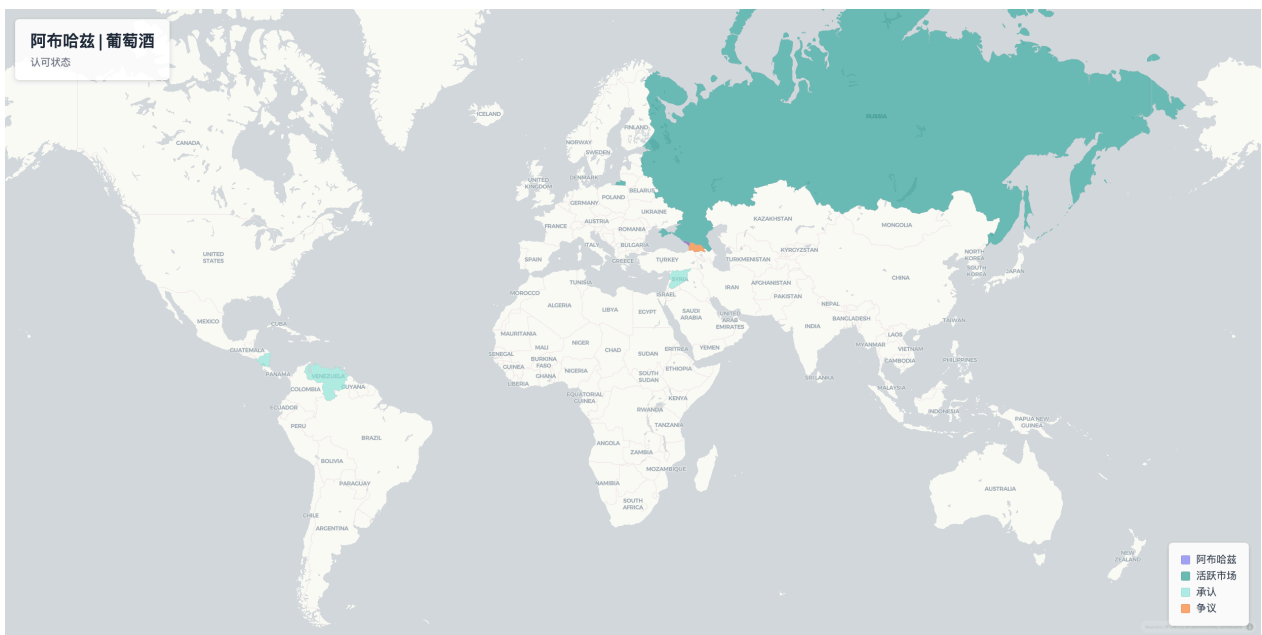 阿布哈兹 | 葡萄酒
认可状态
ICELAND
FINLAND
NORWAY
SWEDEN
RUSSIA
CANADA
UNITED
KINGDOM
DENMARK
BELARUS
POLAND
GERMANY
UKRAINE
AUSTRIA
FRANCE
ROMANIA
KAZAKHSTAN
MONGOLIA
ITALY
BULGARIA
SPAIN
GREECE
TURKEY
KYRGYZSTAN
TURKMENISTAN
NORTH
KOREA
SOUTH
KOREA
JAPAN
UNITED
STATES
CHINA
SYRIA
TUNISIA
MOROCCO
ISRAEL
IRAN
AFGHANISTAN
PAKISTAN
ALGERIA
LIBYA
EGYPT
SAUDI
ARABIA
UNITED
ARAB
EMIRATES
NEPAL
BANGLADESH
TAIWAN
MEXICO
CUBA
INDIA
MAURITANIA
MALI
NIGER
CHAD
SUDAN
ERITREA
YEMEN
MYANMAR
LAOS
VIETNAM
CAMBODIA
PHILIPPINES
GUATEMALA
SENEGAL
GUINEA
BURKINA
FASO
GHANA
NIGERIA
LIBERIA
SOUTH
SUDAN
ETHIOPIA
SRI LANKA
MALAYSIA
PANAMA
VENEZUELA
COLOMBIA
GUYANA
ECUADOR
EQUATORIAL
GUINEA
KENYA
RWANDA
TANZANIA
INDONESIA
PAPUA NEW
GUINEA
PERU
BRAZIL
BOLIVIA
PARAGUAY
ANGOLA
ZAMBIA
MOZAMBIQUE
NAMIBIA
SOUTH
AFRICA
AUSTRALIA
CHILE
ARGENTINA
NEW
ZEALAND
阿布哈兹
活跃市场
承认
争议